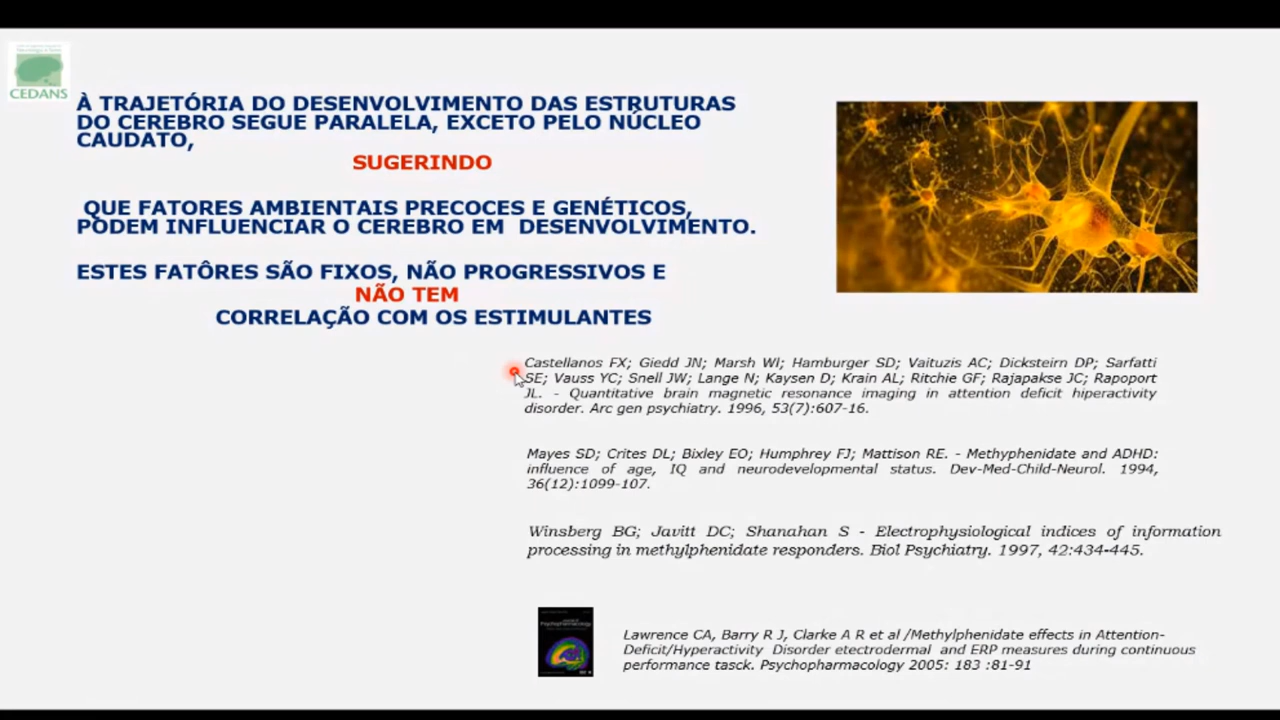 CEDANS
À TRAJETÓRIA DO DESENVOLVIMENTO DAS ESTRUTURAS
DO CEREBRO SEGUE PARALELA, EXCETO PELO NÚCLEO
CAUDATO,
SUGERINDO
QUE FATORES AMBIENTAIS PRECOCES E GENÉTICOS,
PODEM INFLUENCIAR O CEREBRO EM DESENVOLVIMENTO.
ESTES FATÔRES SÃO FIXOS, NÃO PROGRESSIVOS E
NÃO TEM
CORRELAÇÃO COM OS ESTIMULANTES
Castellanos FX; Giedd JN; Marsh WI; Hamburger SD; Vaituzis AC; Dicksteirn DP; Sarfatti
SE; Vauss YC; Snell JW; Lange N; Kaysen D; Krain AL; Ritchie GF; Rajapakse JC; Rapoport
JL. - Quantitative brain magnetic resonance imaging in attention deficit hiperactivity
disorder. Arc gen psychiatry. 1996, 53(7):607-16.
Mayes SD; Crites DL; Bixley EO; Humphrey FJ; Mattison RE. - Methyphenidate and ADHD:
influence of age, IQ and neurodevelopmental status. Dev-Med-Child-Neurol. 1994,
36(12):1099-107.
Winsberg BG; Javitt DC; Shanahan S - Electrophysiological indices of information
processing in methylphenidate responders. Biol Psychiatry. 1997, 42:434-445.
Psychopharmacology
Lawrence CA, Barry R J, Clarke A R et al /Methylphenidate effects in Attention-
Deficit/Hyperactivity Disorder etectrodermal and ERP measures during continuous
performance tasck. Psychopharmacology 2005: 183 :81-91